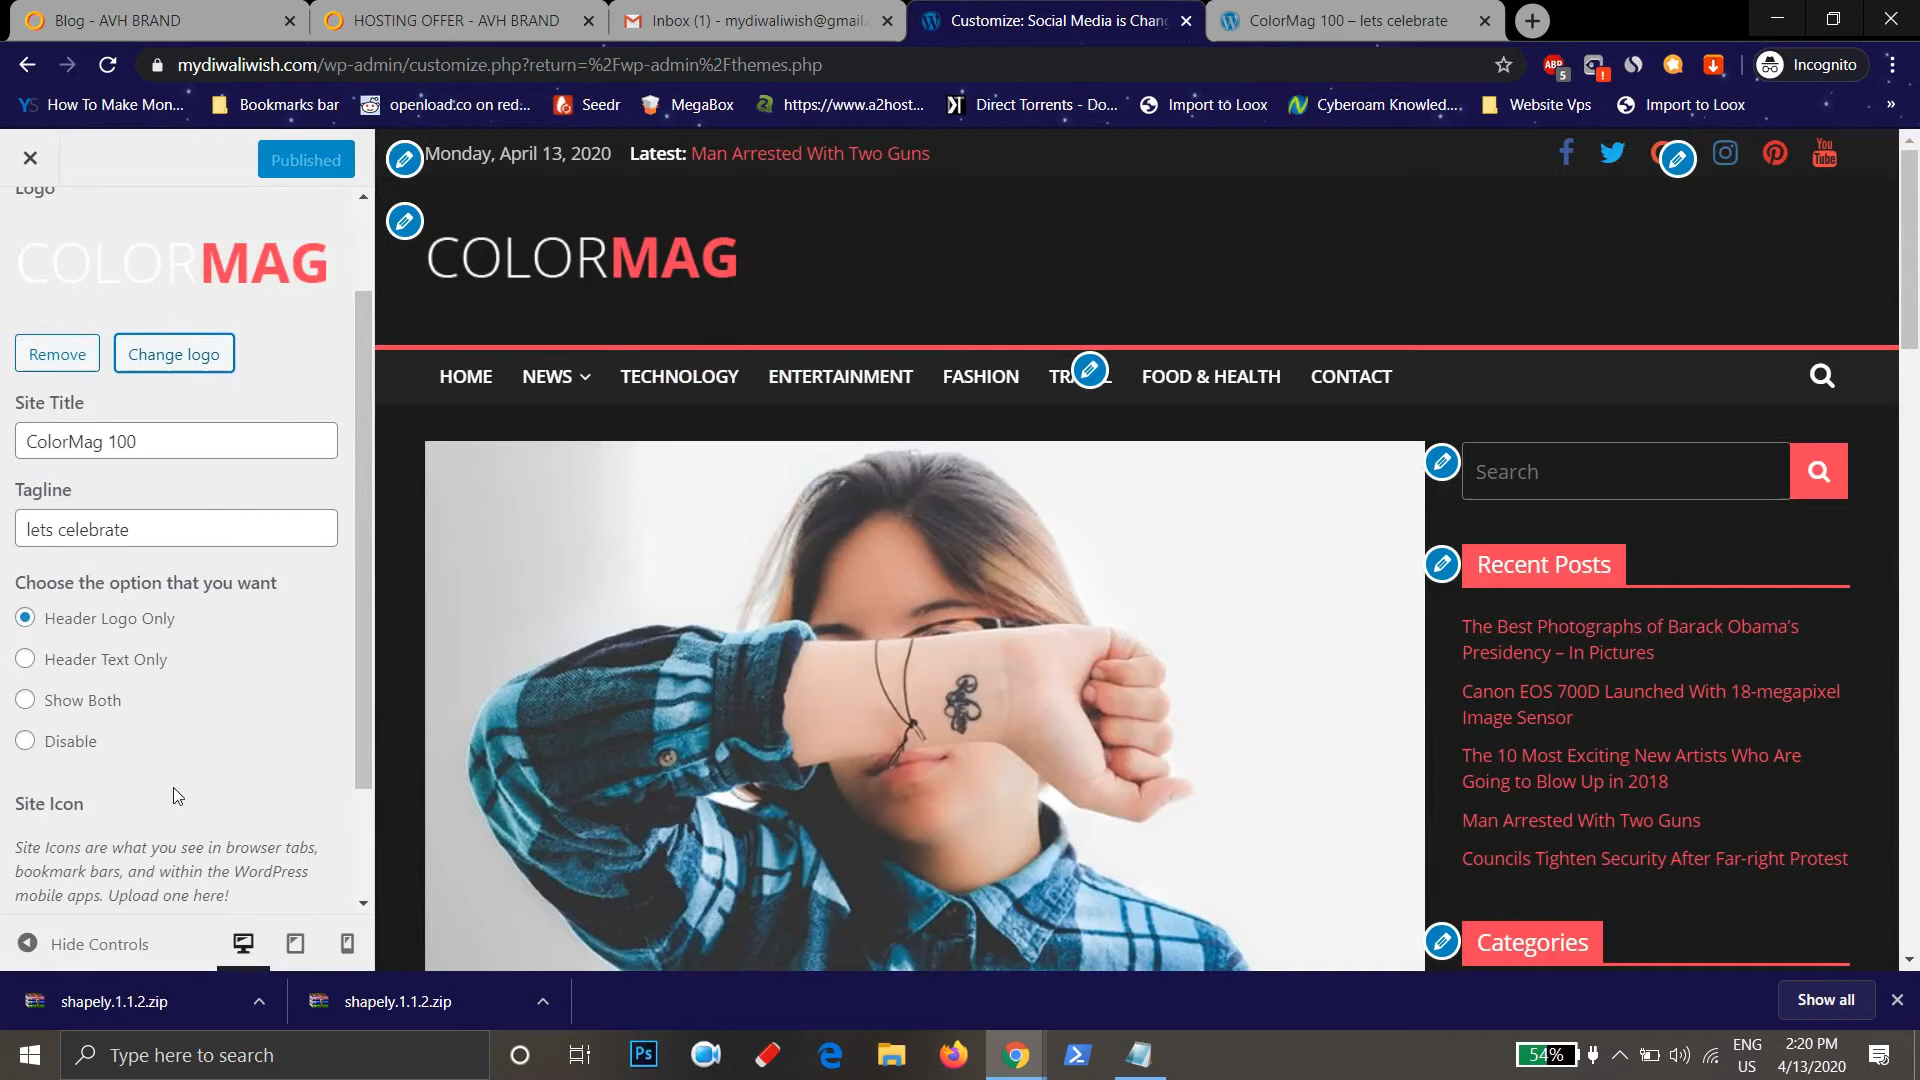 Blog – AVH BRAND
HOSTING OFFER – AVH BRAND
Inbox (1) - mydiwaliwish@gmail.c
Customize: Social Media is Chang
ColorMag 100 – lets celebrate
mydiwaliwish.com/wp-admin/customize.php?return=%2Fwp-admin%2Fthemes.php
ABP
5
!
Incognito
How To Make Mon...
Bookmarks bar
openload.co on red...
Seedr
MegaBox
https://www.a2host...
Direct Torrents - Do...
Import to Loox
Cyberoam Knowled...
Website Vps
Import to Loox
»
Published
Monday, April 13, 2020
Latest: Man Arrested With Two Guns
You
Tube
Logo
COLORMAG
COLORMAG
Remove
Change logo
HOME
NEWS
TECHNOLOGY
ENTERTAINMENT
FASHION
FOOD & HEALTH
CONTACT
Site Title
ColorMag 100
Search
Tagline
lets celebrate
Recent Posts
Choose the option that you want
Header Logo Only
Header Text Only
Show Both
Disable
The Best Photographs of Barack Obama's
Presidency – In Pictures
Canon EOS 700D Launched With 18-megapixel
Image Sensor
The 10 Most Exciting New Artists Who Are
Going to Blow Up in 2018
Man Arrested With Two Guns
Councils Tighten Security After Far-right Protest
Site Icon
Site Icons are what you see in browser tabs,
bookmark bars, and within the WordPress
mobile apps. Upload one here!
Categories
Hide Controls
shapely.1.1.2.zip
shapely.1.1.2.zip
Show all
Type here to search
Ps
54%
ENG
US
2:20 PM
4/13/2020